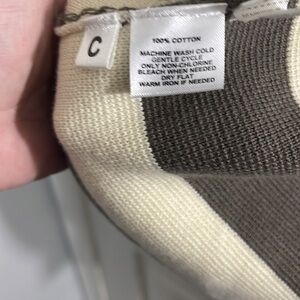 C
100% COTTON
MACHINE WASH COLD
GENTLE CYCLE
ONLY NON-CHLORINE
BLEACH WHEN NEEDED
DRY FLAT
WARM IRON IF NEEDED